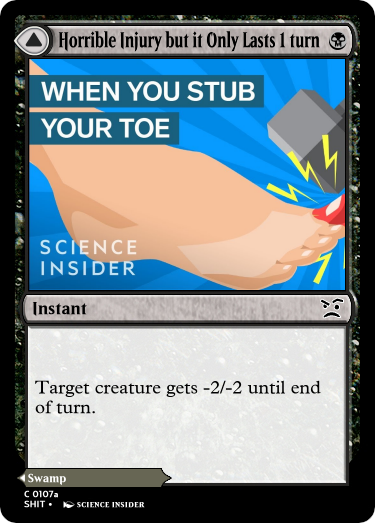 Horrible Injury but it Only Lasts 1 turn
WHEN YOU STUB
YOUR TOE
SCIENCE
INSIDER
Instant
Target creature gets -2/-2 until end
of turn.
Swamp
C 0107a
SHIT • SCIENCE INSIDER